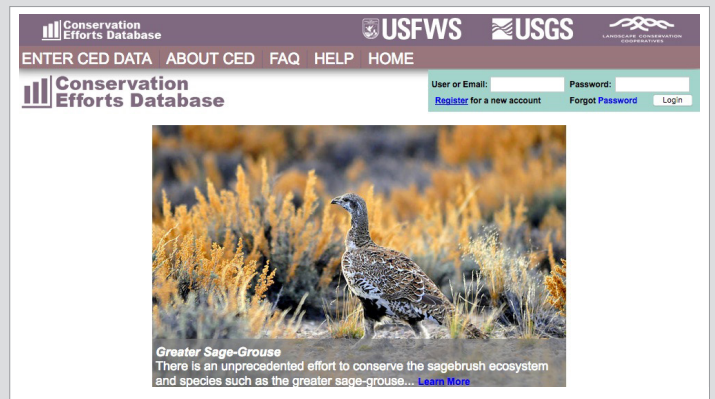 Conservation
Efforts Database
USFWS
USGS
LANDSCAPE CONSERVATION
COOPERATIVES
ENTER CED DATA ABOUT CED FAQ HELP HOME
Conservation
Efforts Database
User or Email: Password:
Register for a new account Forgot Password Login
Greater Sage-Grouse
There is an unprecedented effort to conserve the sagebrush ecosystem
and species such as the greater sage-grouse... Learn More